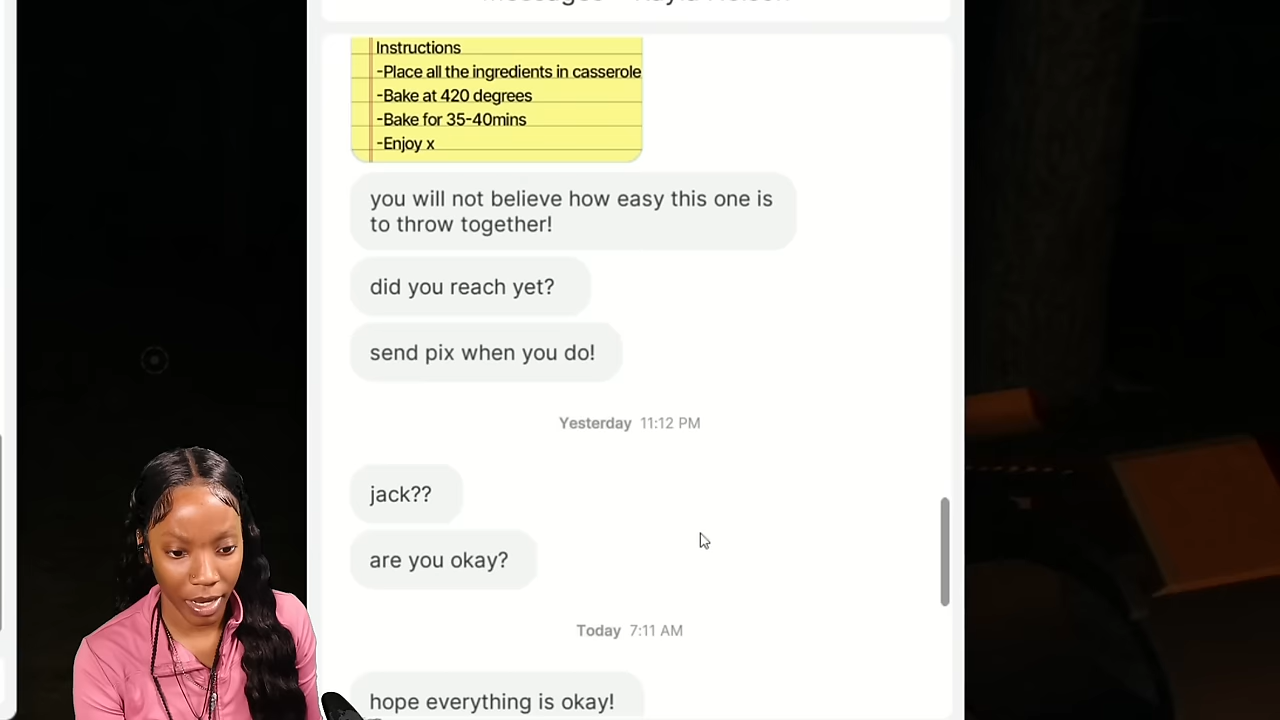 Instructions
-Place all the ingredients in casserole
-Bake at 420 degrees
-Bake for 35-40mins
-Enjoy x
you will not believe how easy this one is
to throw together!
did you reach yet?
send pix when you do!
Yesterday 11:12 PM
jack??
are you okay?
Today 7:11 AM
hope everything is okay!